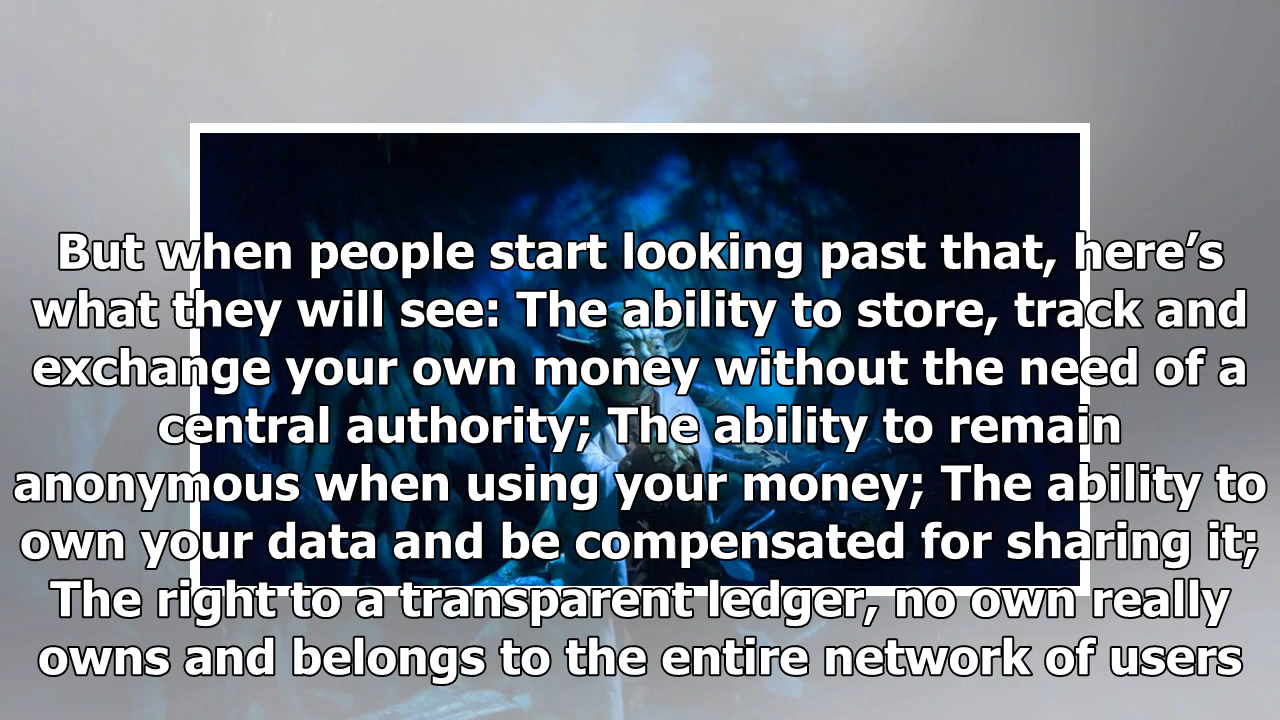 But when people start looking past that, here’s
what they will see: The ability to store, track and
exchange your own money without the need of a
central authority; The ability to remain
anonymous when using your money; The ability to
own your data and be compensated for sharing it;
The right to a transparent ledger, no own really
owns and belongs to the entire network of users